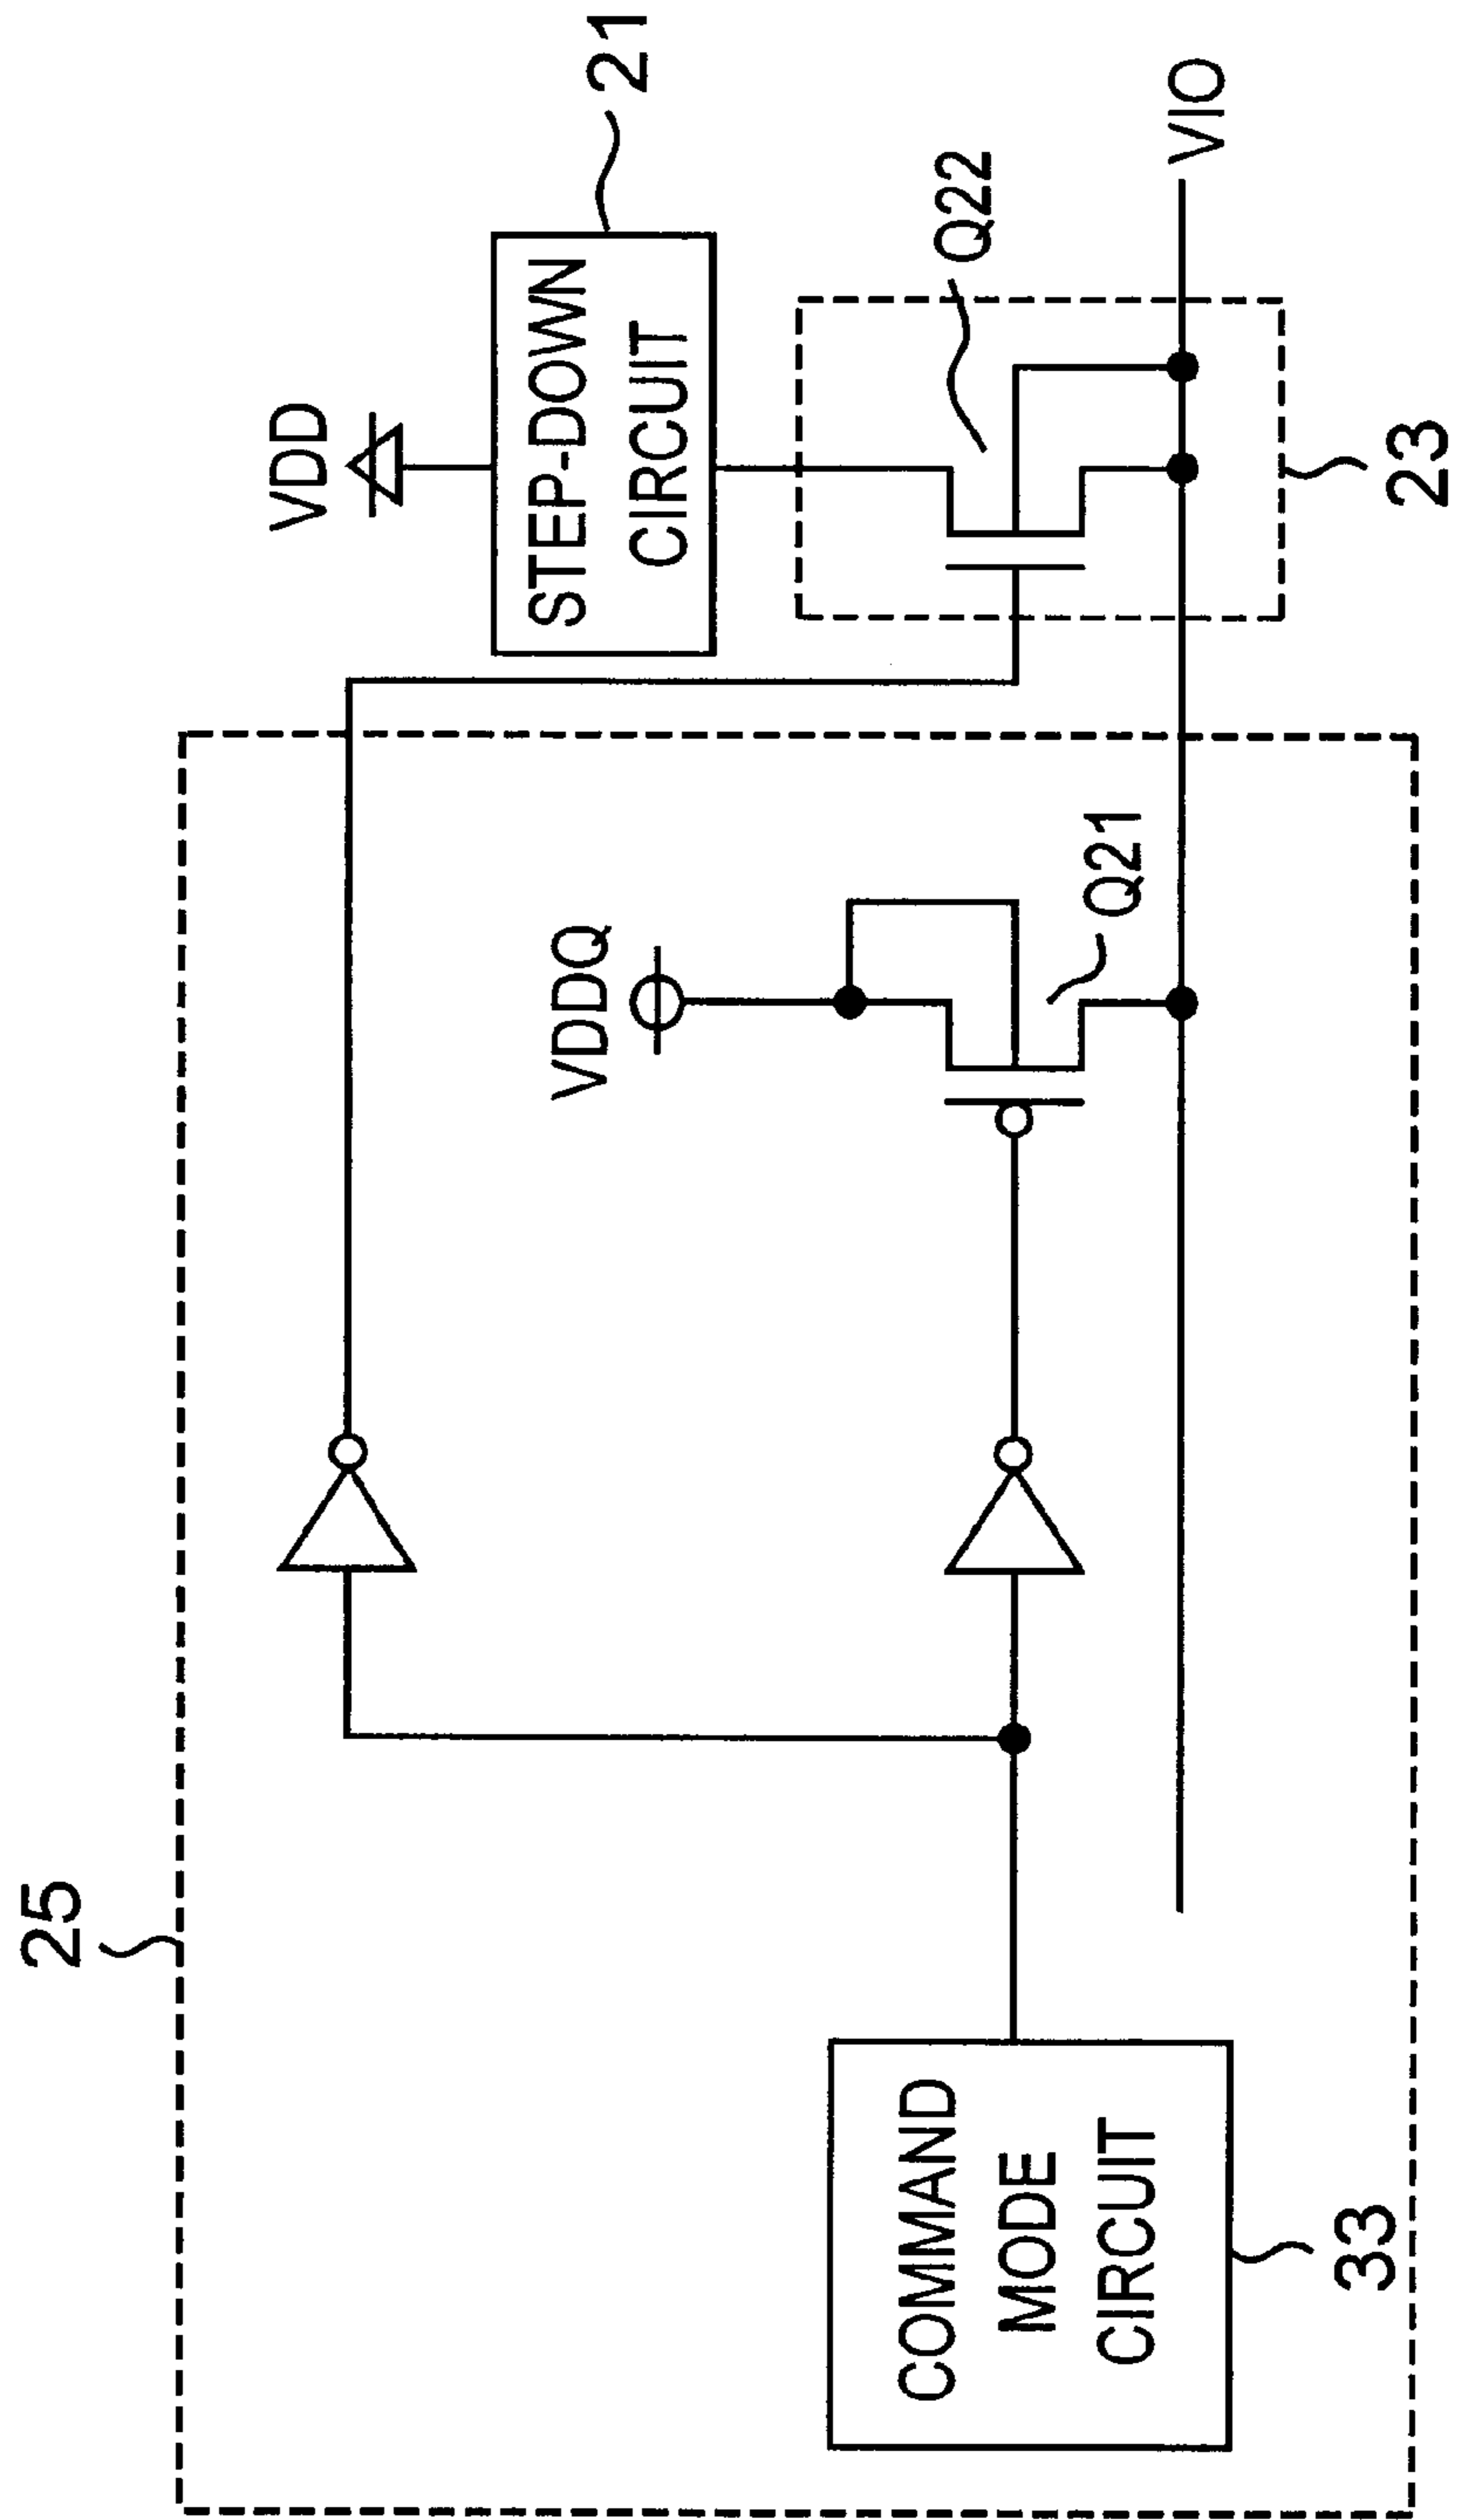 25
VDD
21
STEP-DOWN
CIRCUIT
VDDQ
Q22
Q21
VIO
COMMAND
MODE
CIRCUIT
33
23